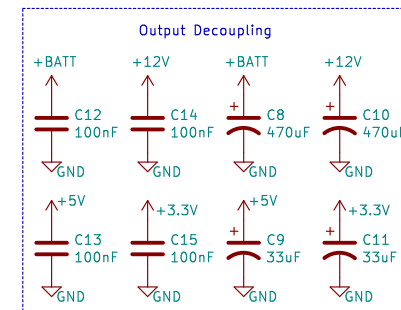 Output Decoupling
+BATT +12V +BATT +12V
C12 C14 + C8 + C10
100nF 100nF 470uF 470uF
GND GND GND GND
+5V +3.3V +5V +3.3V
C13 C15 + C9 + C11
100nF 100nF 33uF 33uF
GND GND GND GND